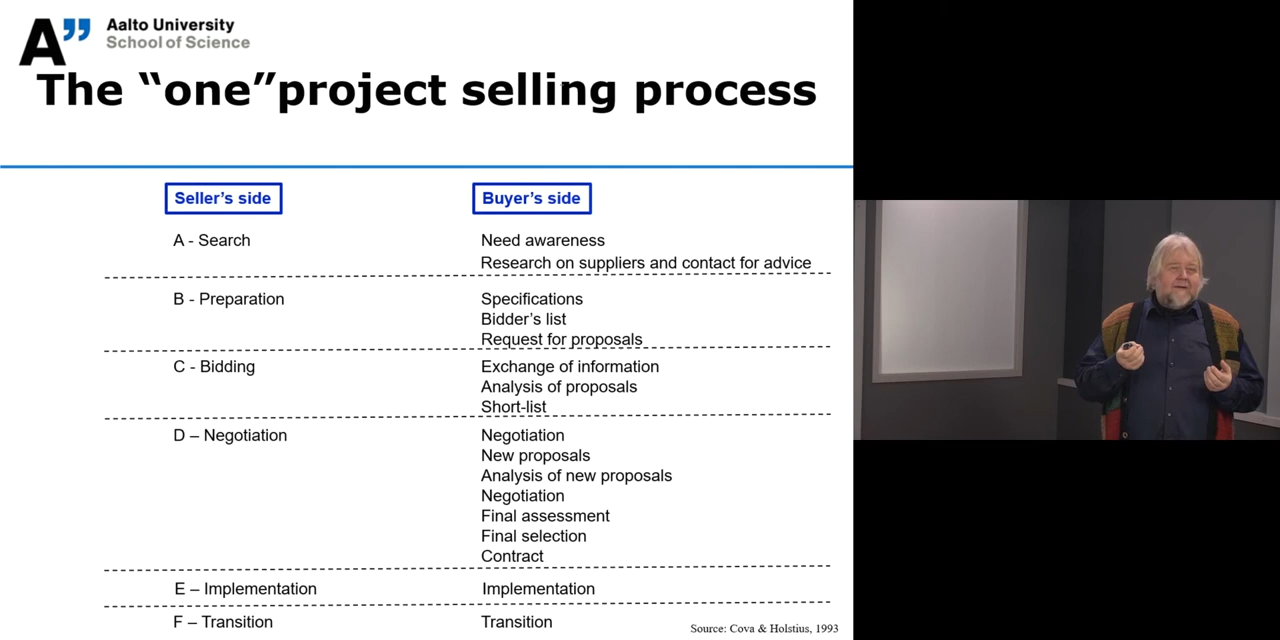 A”
Aalto University
School of Science
The “one”project selling process
Seller’s side
Buyer’s side
A - Search
Need awareness
Research on suppliers and contact for advice
B - Preparation
Specifications
Bidder’s list
Request for proposals
C - Bidding
Exchange of information
Analysis of proposals
Short-list
D – Negotiation
Negotiation
New proposals
Analysis of new proposals
Negotiation
Final assessment
Final selection
Contract
E – Implementation
Implementation
F – Transition
Transition
Source: Cova & Holstius, 1993